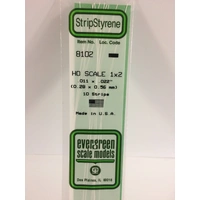 StripStyrene
Item No. Loc. Code
8102
HO SCALE 1x2
.011 x .022"
(0.28 x 0.56 mm)
10 Strips
Made in U.S.A.
evergreen
scale models